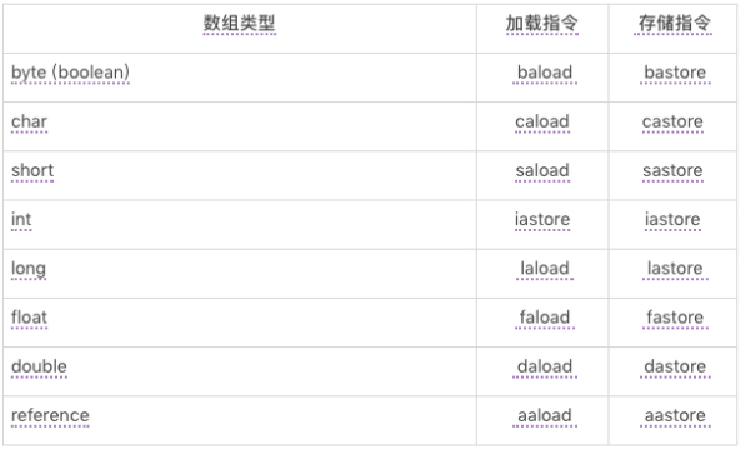 数组类型 加载指令 存储指令
byte (boolean) baload bastore
char caload castore
short saload sastore
int iastore iastore
long laload lastore
float faload fastore
double daload dastore
reference aaload aastore